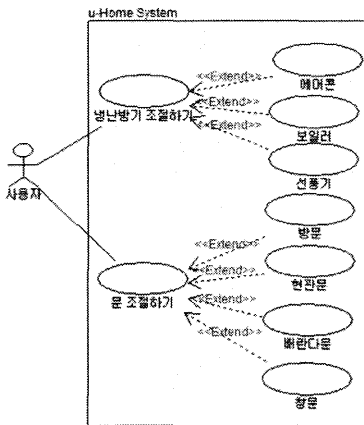 u-Home System
<<Extend>>
에어콘
냉난방기 조절하기
<<Extend>>
보일러
<<Extend>>
선풍기
사용자
방문
<<Extend>>
<<Extend>>
현관문
문 조절하기
<<Extend>>
베란다문
<<Extend>>
창문